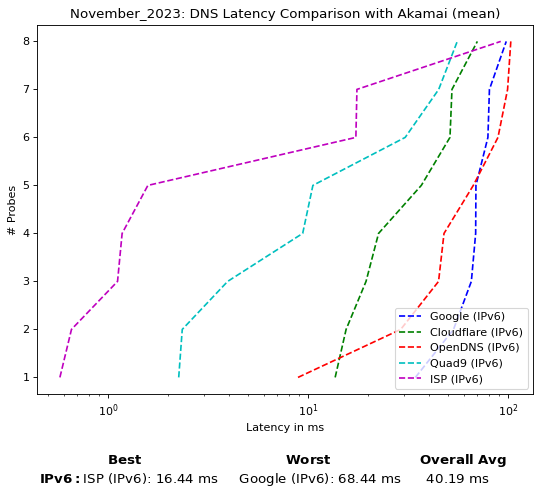 November_2023: DNS Latency Comparison with Akamai (mean)
# Probes
8
7
6
5
4
3
2
1
Google (IPv6)
Cloudflare (IPv6)
OpenDNS (IPv6)
Quad9 (IPv6)
ISP (IPv6)
10⁰ 10¹ 10²
Latency in ms
Best Worst Overall Avg
IPv6: ISP (IPv6): 16.44 ms Google (IPv6): 68.44 ms 40.19 ms